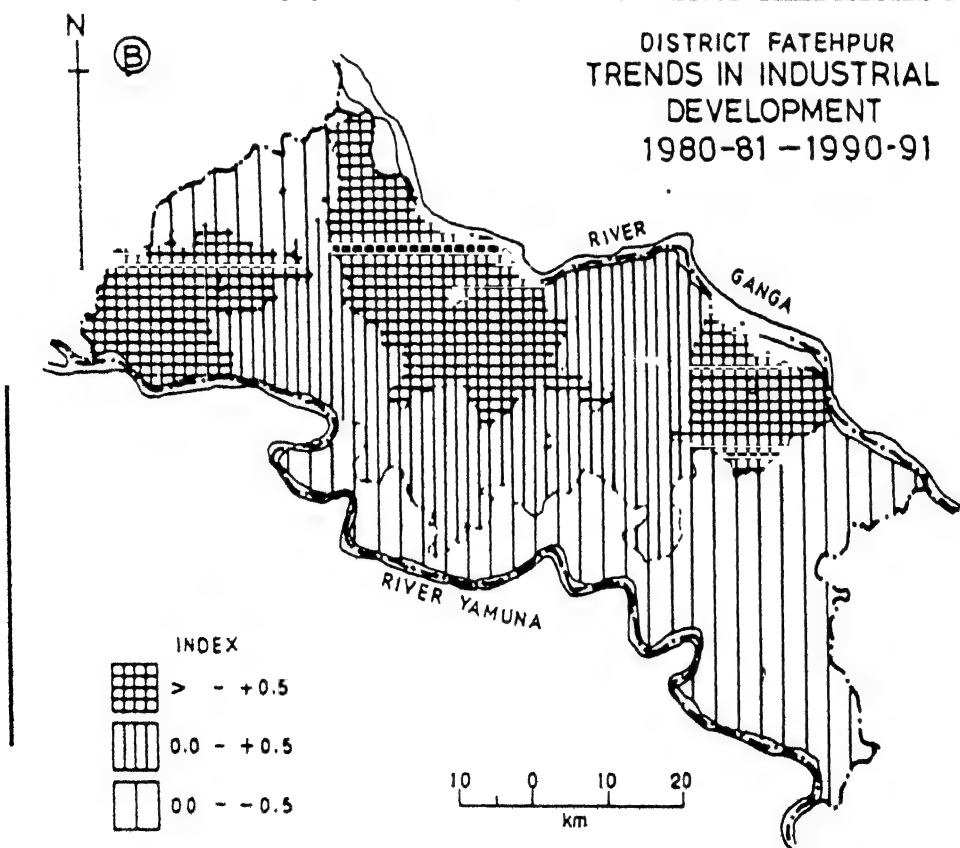 N
B
DISTRICT FATEHPUR
TRENDS IN INDUSTRIAL
DEVELOPMENT
1980-81 - 1990-91
RIVER
GANGA
RIVER YAMUNA
INDEX
> - +0.5
0.0 - +0.5
00 - -0.5
10 0 10 20
km